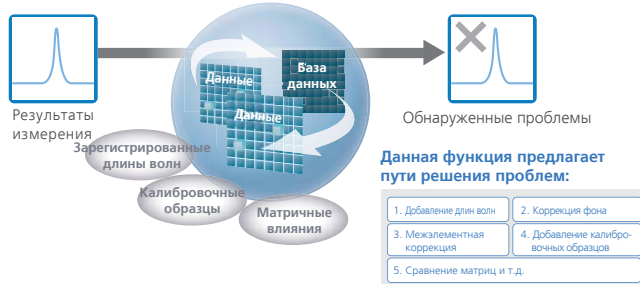 Результаты
измерения
Данные
База
данных
Данные
Зарегистрированные
длины волн
Калибровочные
образцы
Матричные
влияния
Обнаруженные проблемы
Данная функция предлагает
пути решения проблем:
1. Добавление длин волн
2. Коррекция фона
3. Межэлементная
коррекция
4. Добавление калибро-
вочных образцов
5. Сравнение матриц и т.д.